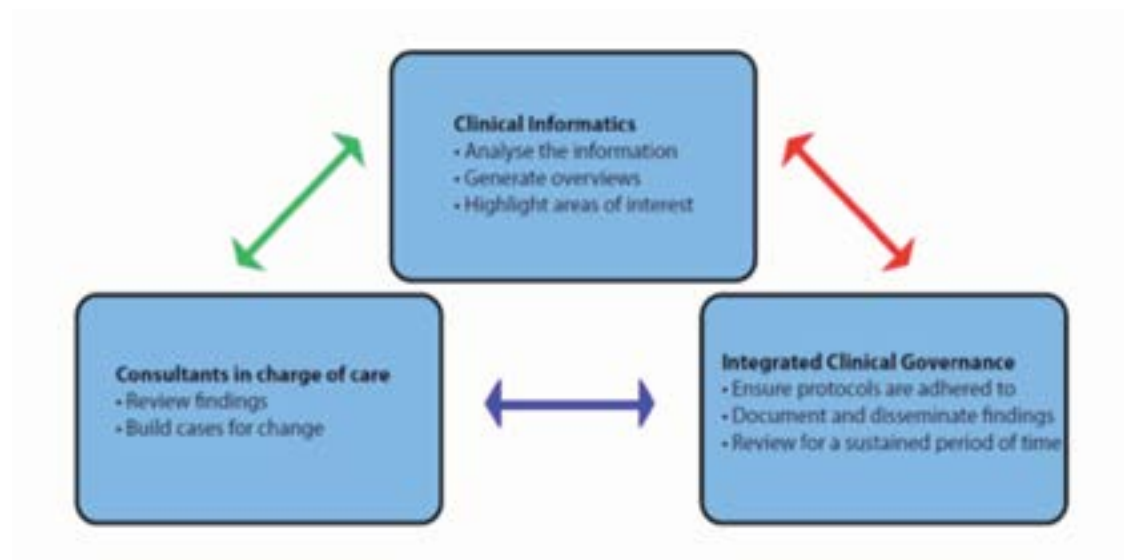 Clinical Informatics
• Analyse the information
• Generate overviews
• Highlight areas of interest
Consultants in charge of care
• Review findings
• Build cases for change
Integrated Clinical Governance
• Ensure protocols are adhered to
• Document and disseminate findings
• Review for a sustained period of time